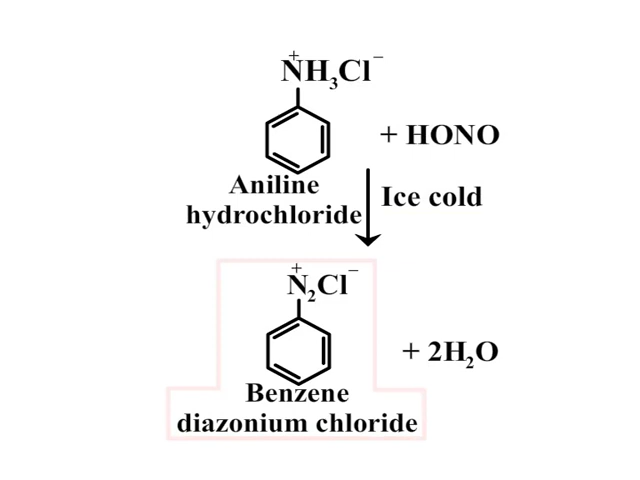 N⁺H₃Cl⁻
+ HONO
Aniline
hydrochloride
Ice cold
N⁺₂Cl⁻
+ 2H₂O
Benzene
diazonium chloride